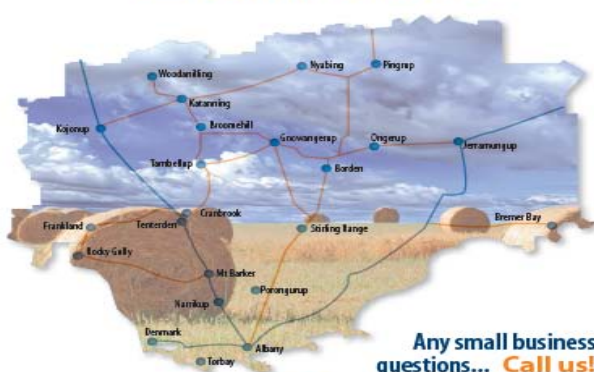 Woodanilling
Nyabing
Pingrup
Katanning
Kojonup
Broomehill
Gnowangerup
Ongerup
Jerramungup
Tambellup
Borden
Cranbrook
Frankland
Tenterden
Stirling Range
Bremer Bay
Rocky Gully
Mt Barker
Porongurup
Narrikup
Denmark
Albany
Torbay
Any small business
questions... Call us!